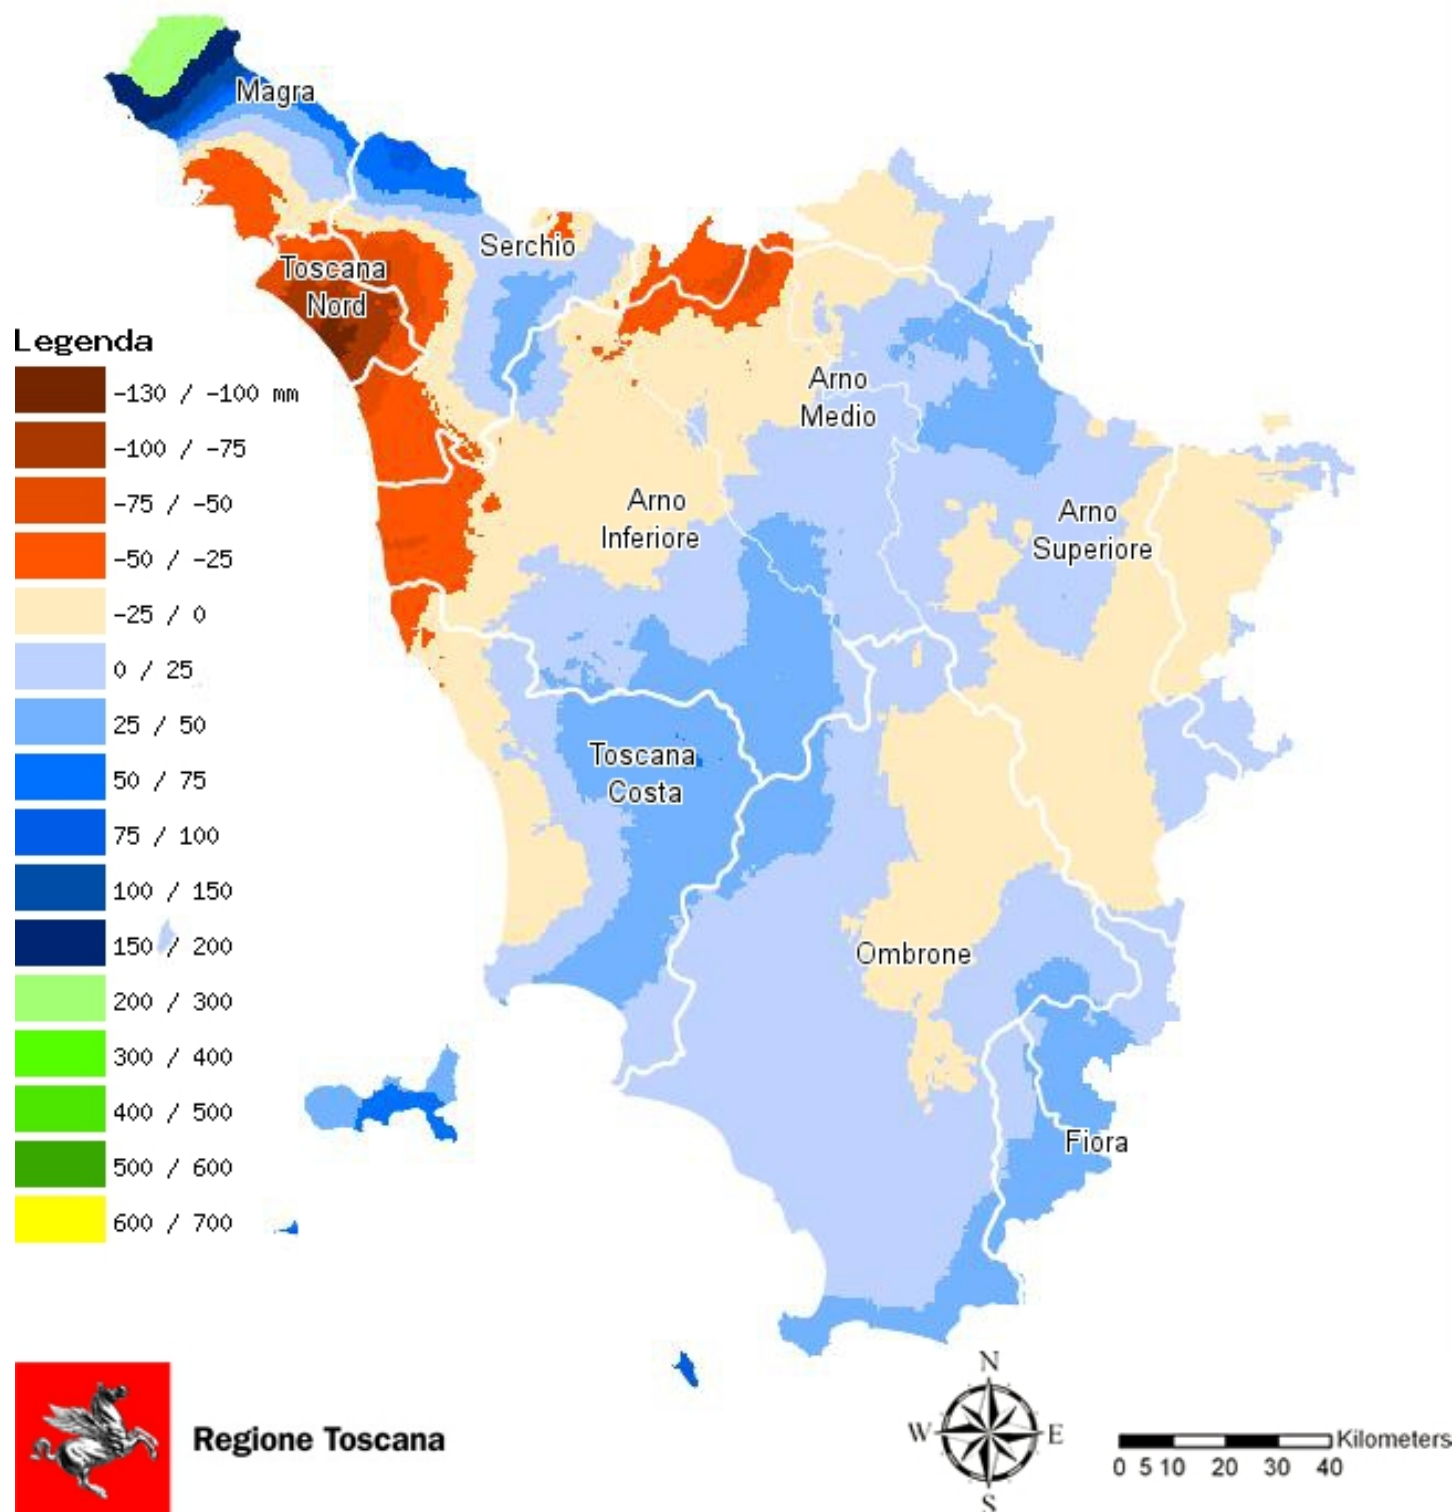 Magra
Serchio
Toscana
Nord
Legenda
-130 / -100 mm
-100 / -75
-75 / -50
-50 / -25
-25 / 0
0 / 25
25 / 50
50 / 75
75 / 100
100 / 150
150 / 200
200 / 300
300 / 400
400 / 500
500 / 600
600 / 700
Arno
Medio
Arno
Inferiore
Arno
Superiore
Toscana
Costa
Ombrone
Fiora
Regione Toscana
N
W E
S
Kilometers
0 5 10 20 30 40